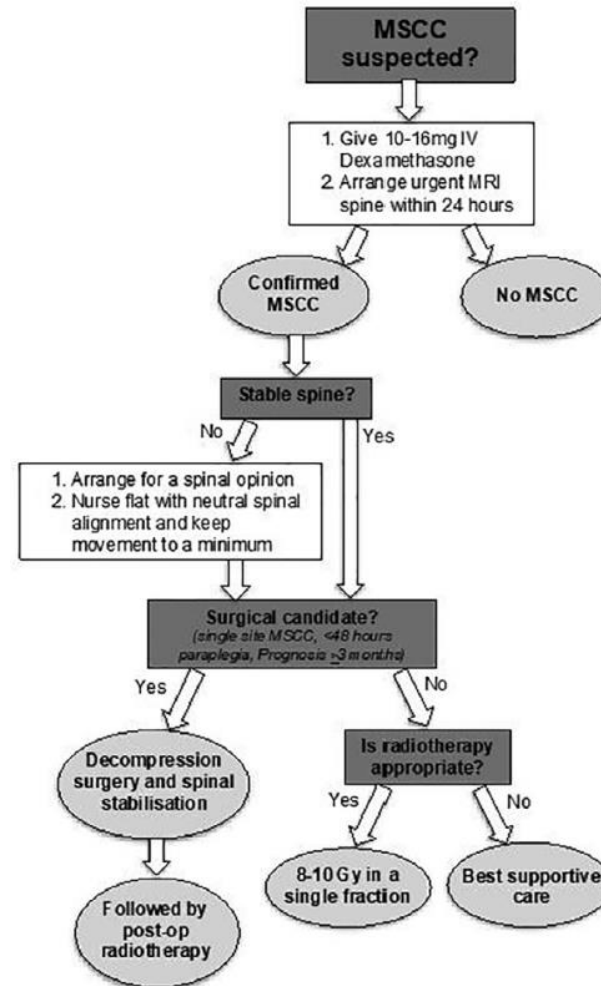 MSCC
suspected?
1. Give 10-16mg IV
Dexamethasone
2. Arrange urgent MRI
spine within 24 hours
Confirmed
MSCC
No MSCC
Stable spine?
No
Yes
1. Arrange for a spinal opinion
2. Nurse flat with neutral spinal
alignment and keep
movement to a minimum
Surgical candidate?
(single site MSCC, <48 hours
paraplegia, Prognosis >3 months)
Yes
No
Decompression
surgery and spinal
stabilisation
Is radiotherapy
appropriate?
Yes
No
8-10Gy in a
single fraction
Best supportive
care
Followed by
post-op
radiotherapy